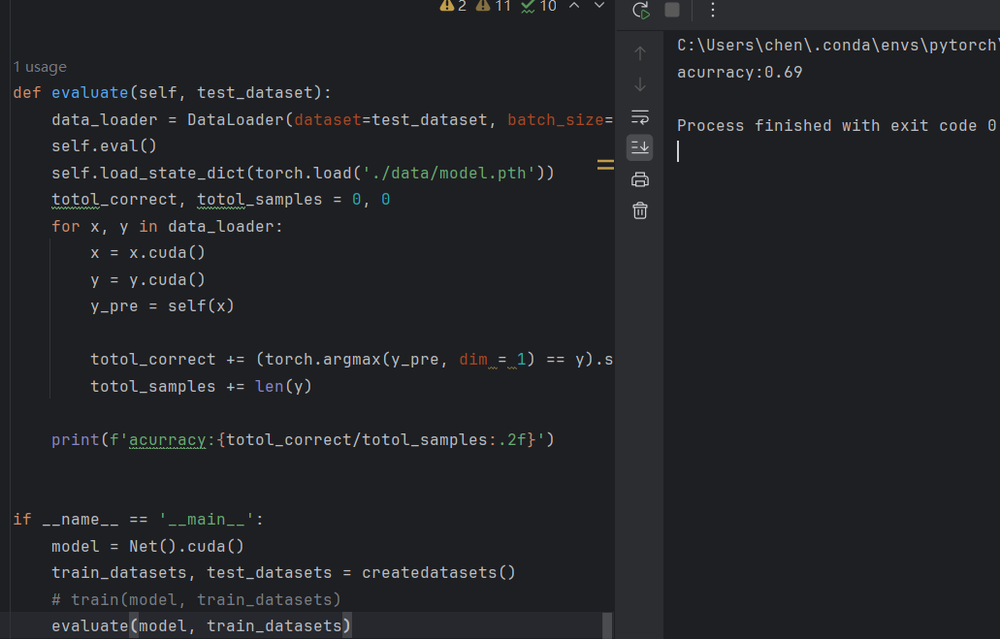 2 11 10
1 usage
def evaluate(self, test_dataset):
data_loader = DataLoader(dataset=test_dataset, batch_size=
self.eval()
self.load_state_dict(torch.load('./data/model.pth'))
totol_correct, totol_samples = 0, 0
for x, y in data_loader:
x = x.cuda()
y = y.cuda()
y_pre = self(x)
totol_correct += (torch.argmax(y_pre, dim = 1) == y).s
totol_samples += len(y)
print(f'acurracy:{totol_correct/totol_samples:.2f}')
if __name__ == '__main__':
model = Net().cuda()
train_datasets, test_datasets = createdatasets()
# train(model, train_datasets)
evaluate(model, train_datasets)
C:\Users\chen\.conda\envs\pytorch\
acurracy:0.69
Process finished with exit code 0